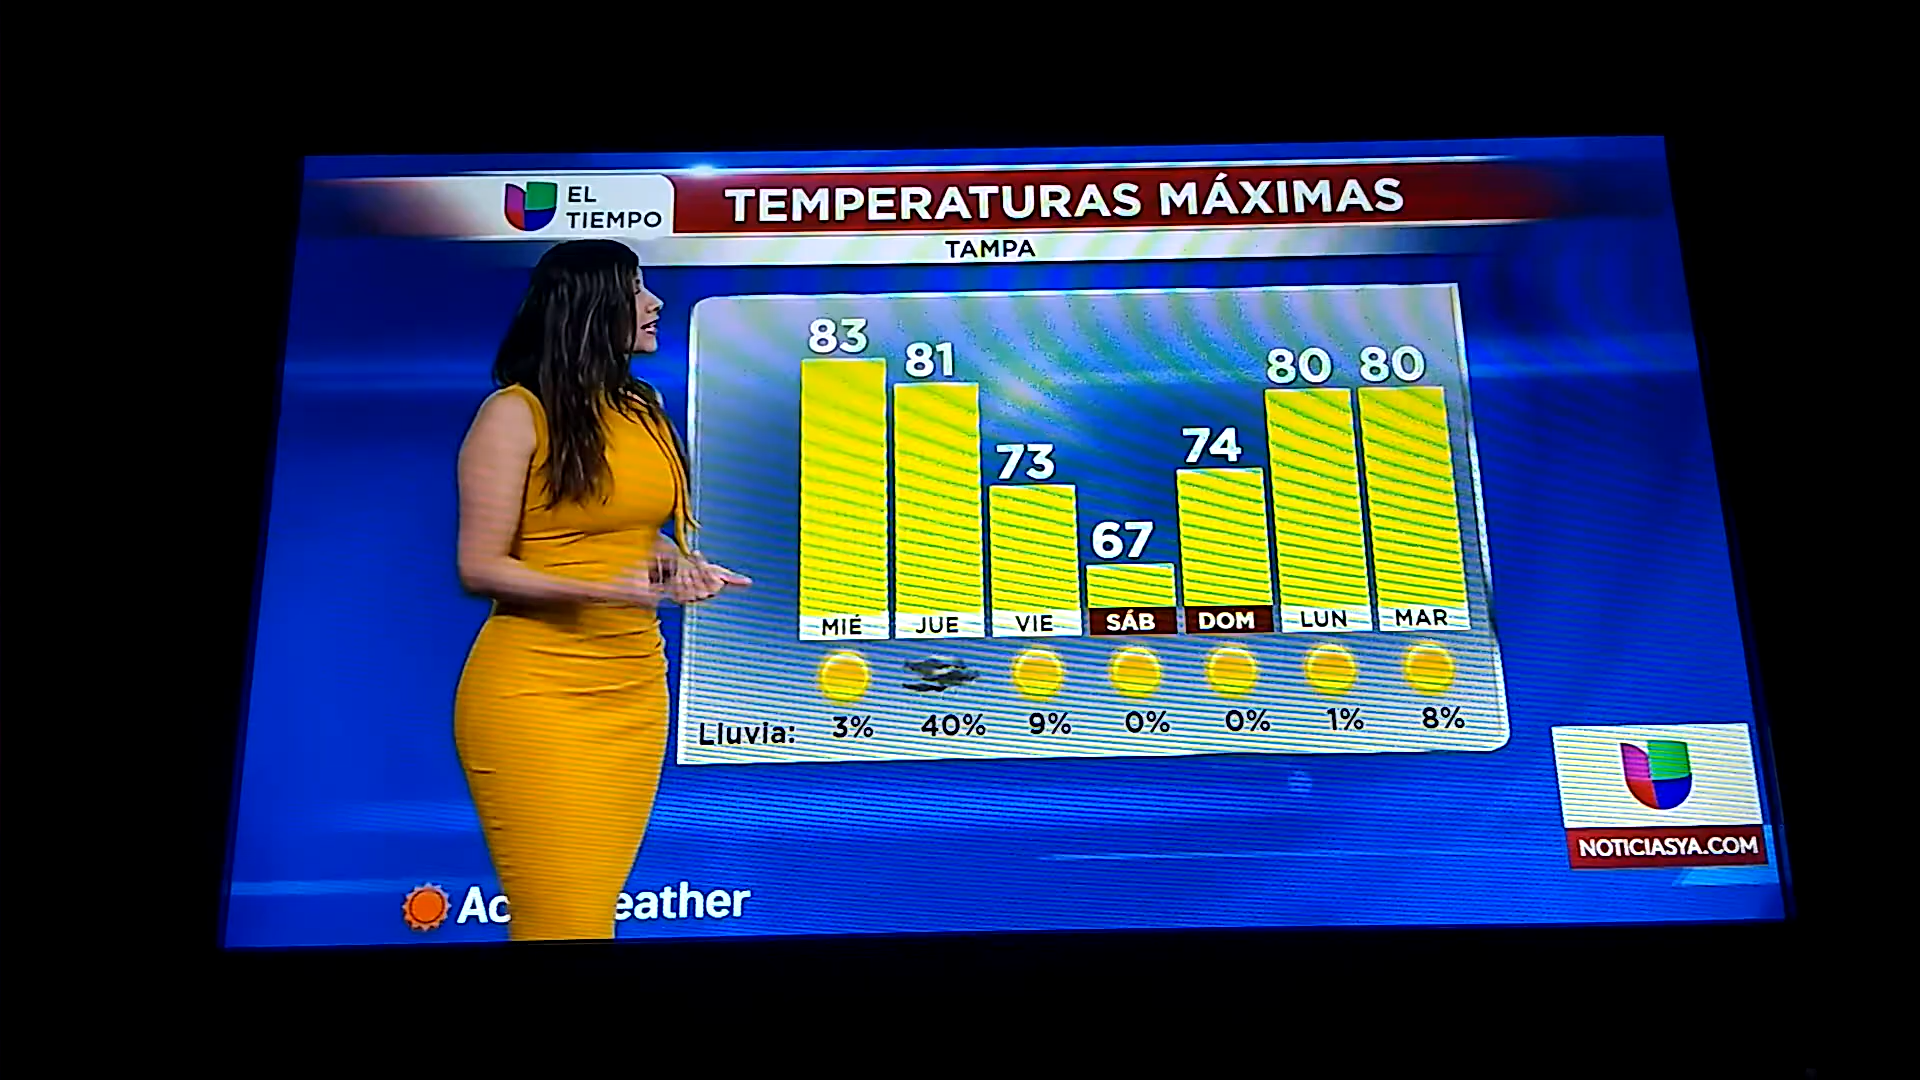 EL
TIEMPO
TEMPERATURAS MÁXIMAS
TAMPA
83 81 73 67 74 80 80
MIÉ JUE VIE SÁB DOM LUN MAR
Lluvia: 3% 40% 9% 0% 0% 1% 8%
NOTICIASYA.COM